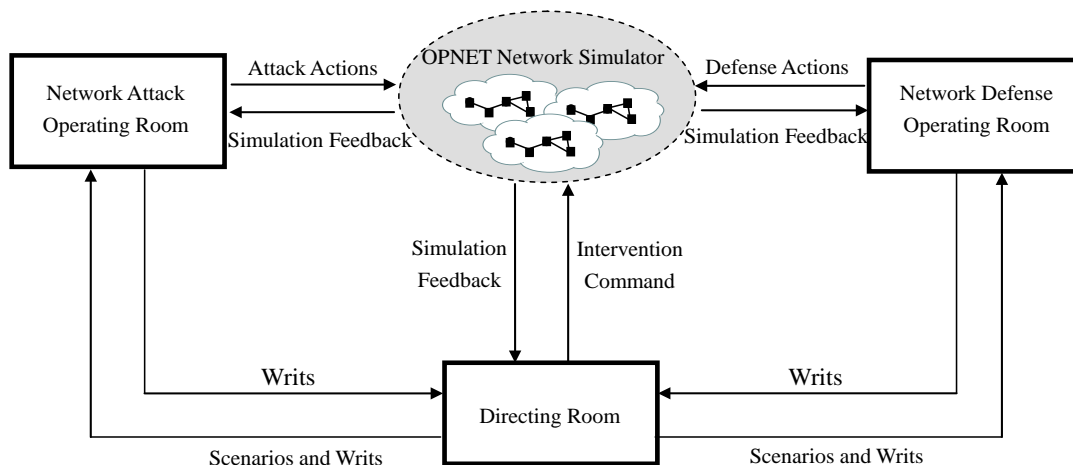 OPNET Network Simulator
Attack Actions
Defense Actions
Network Attack
Operating Room
Network Defense
Operating Room
Simulation Feedback
Simulation Feedback
Simulation
Feedback
Intervention
Command
Writs
Writs
Directing Room
Scenarios and Writs
Scenarios and Writs